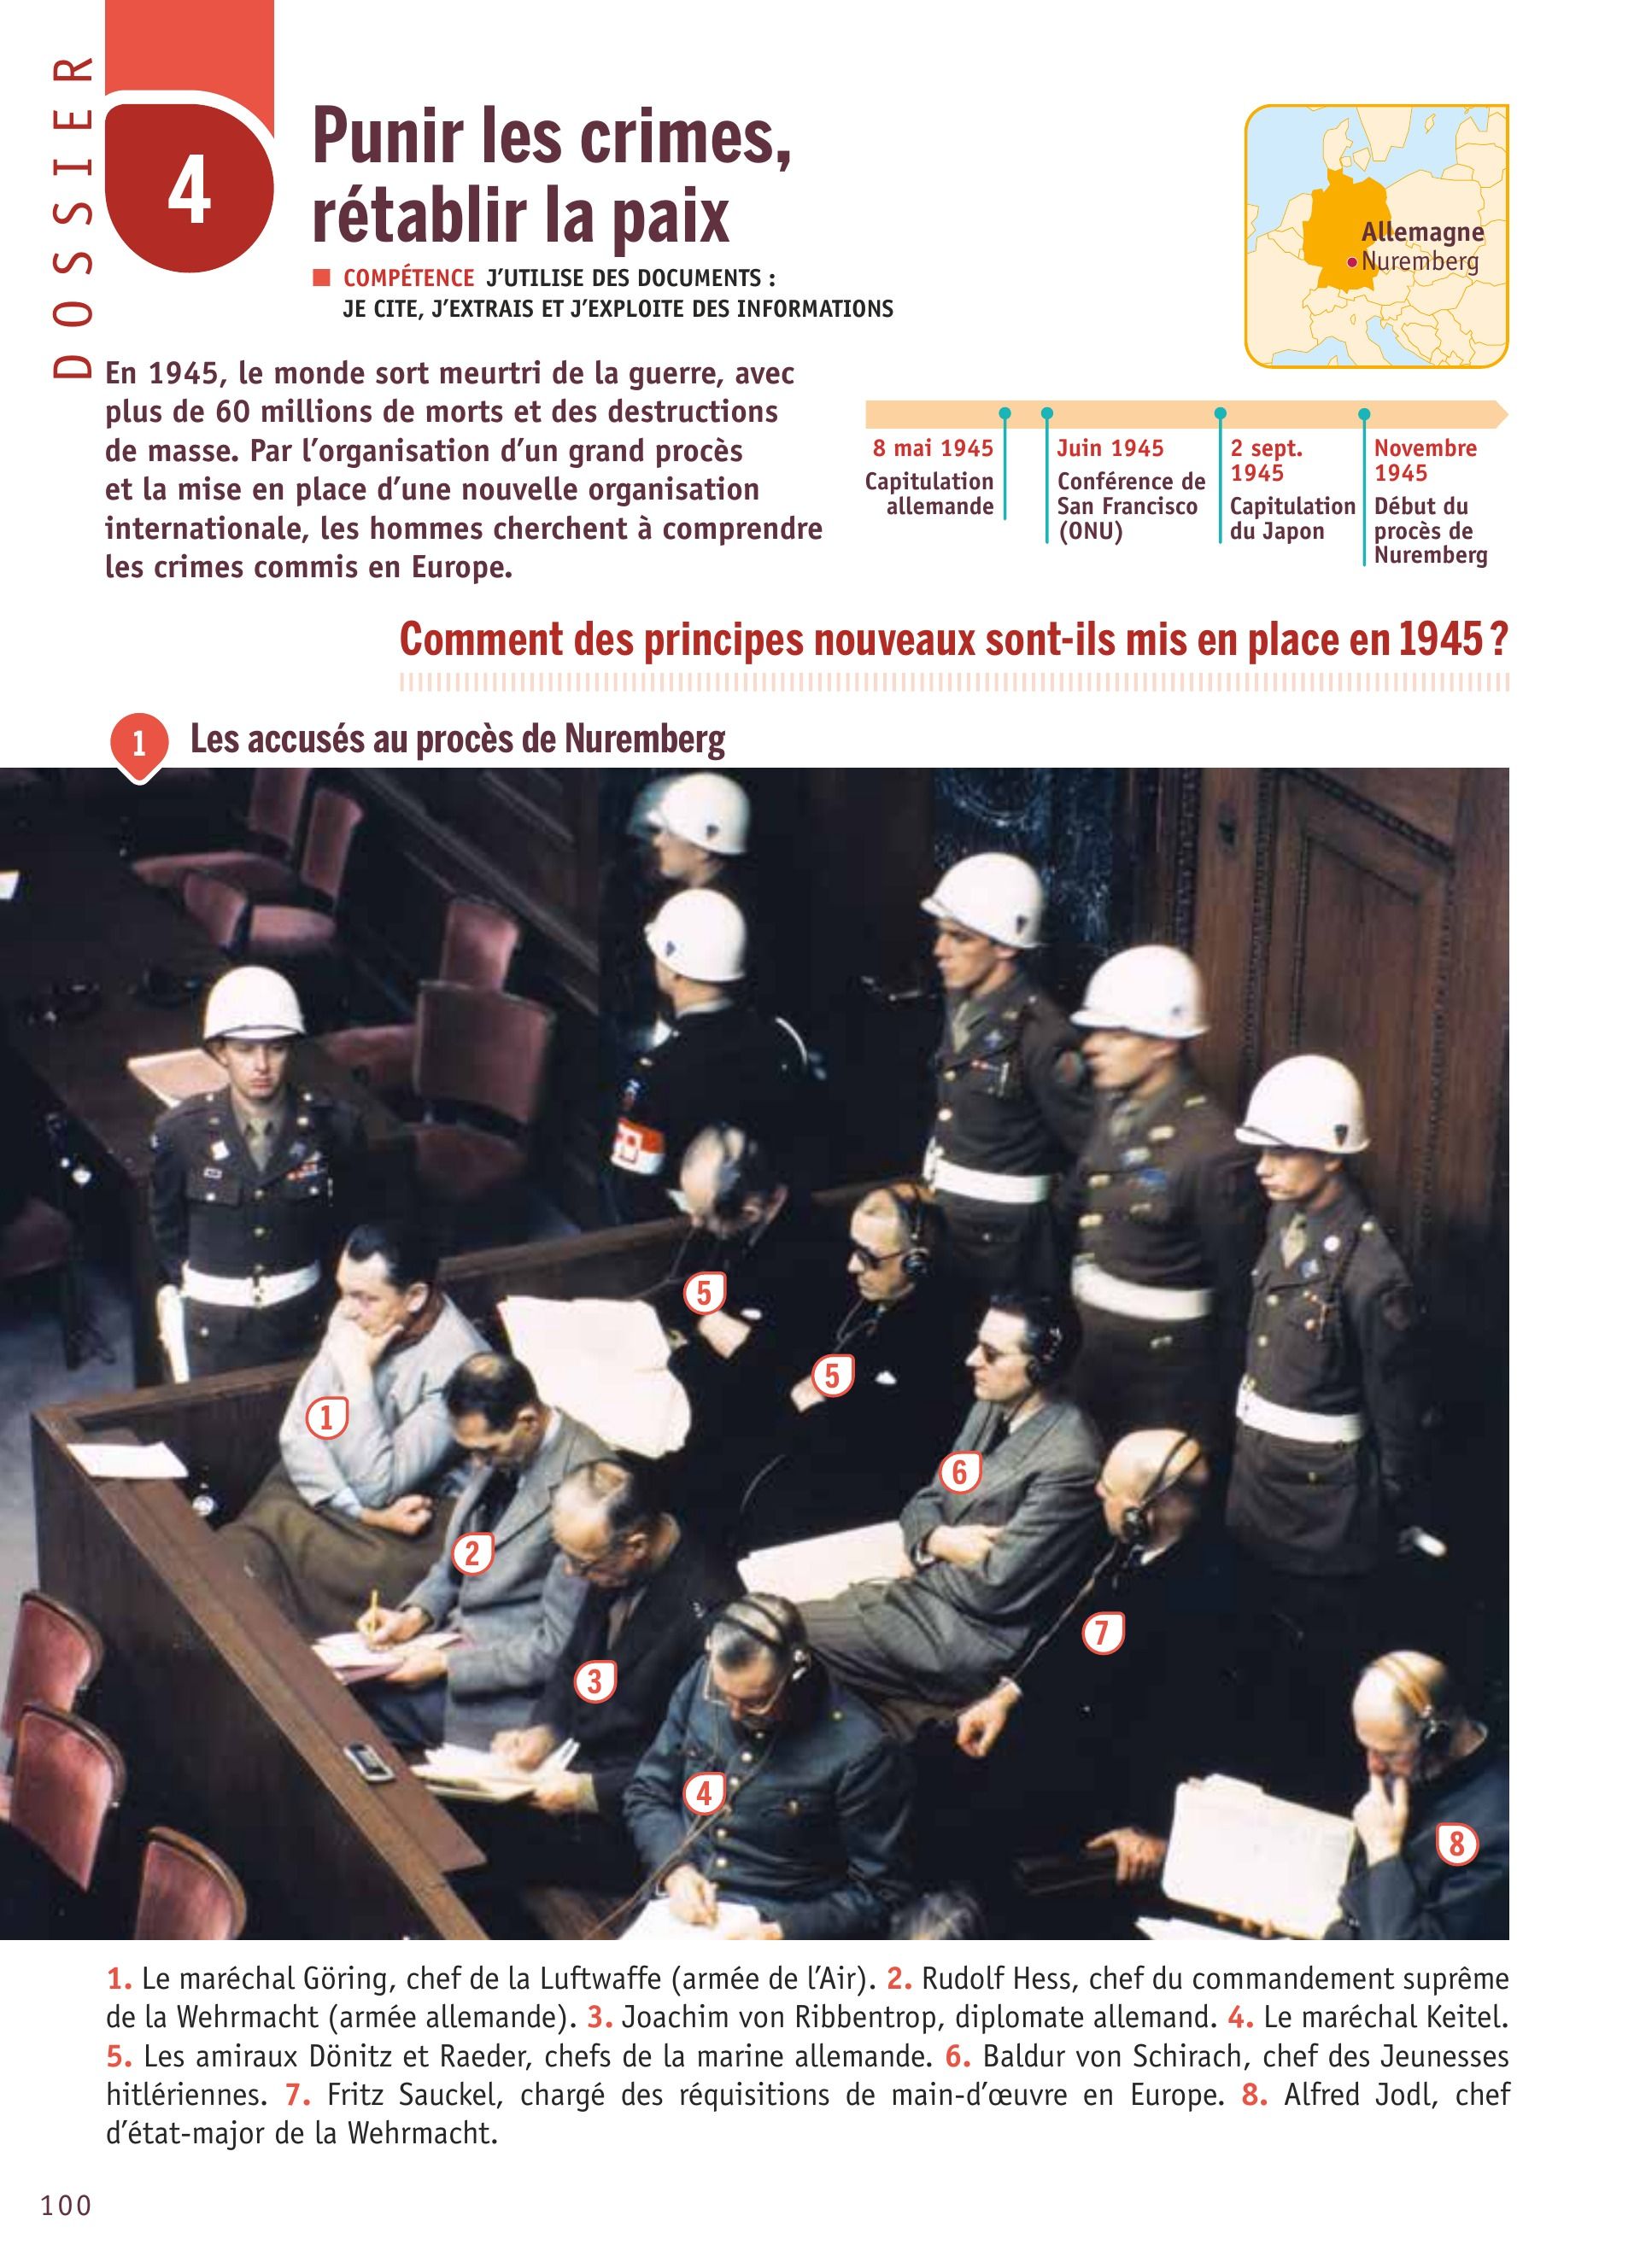 DOSSIER
4
Punir les crimes,
rétablir la paix
■ COMPÉTENCE J'UTILISE DES DOCUMENTS :
JE CITE, J'EXTRAIS ET J'EXPLOITE DES INFORMATIONS
Allemagne
Nuremberg
En 1945, le monde sort meurtri de la guerre, avec
plus de 60 millions de morts et des destructions
de masse. Par l'organisation d'un grand procès
et la mise en place d'une nouvelle organisation
internationale, les hommes cherchent à comprendre
les crimes commis en Europe.
8 mai 1945
Capitulation
allemande
Juin 1945
Conférence de
San Francisco
(ONU)
2 sept.
1945
Capitulation
du Japon
Novembre
1945
Début du
procès de
Nuremberg
Comment des principes nouveaux sont-ils mis en place en 1945 ?
1 Les accusés au procès de Nuremberg
5
5
1
6
2
7
3
4
8
1. Le maréchal Göring, chef de la Luftwaffe (armée de l'Air). 2. Rudolf Hess, chef du commandement suprême
de la Wehrmacht (armée allemande). 3. Joachim von Ribbentrop, diplomate allemand. 4. Le maréchal Keitel.
5. Les amiraux Dönitz et Raeder, chefs de la marine allemande. 6. Baldur von Schirach, chef des Jeunesses
hitlériennes. 7. Fritz Sauckel, chargé des réquisitions de main-d'œuvre en Europe. 8. Alfred Jodl, chef
d'état-major de la Wehrmacht.
100